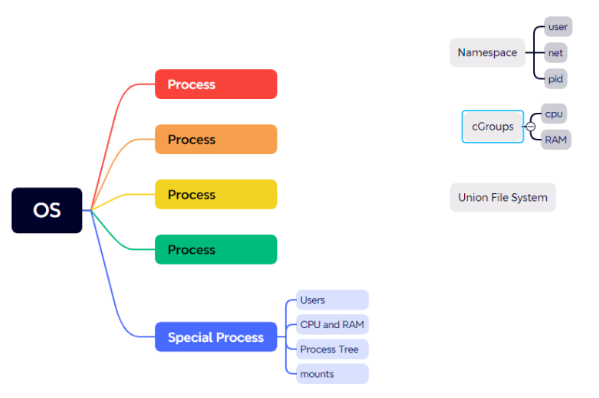 OS
Process
Process
Process
Process
Special Process
Users
CPU and RAM
Process Tree
mounts
Namespace
user
net
pid
cGroups
cpu
RAM
Union File System